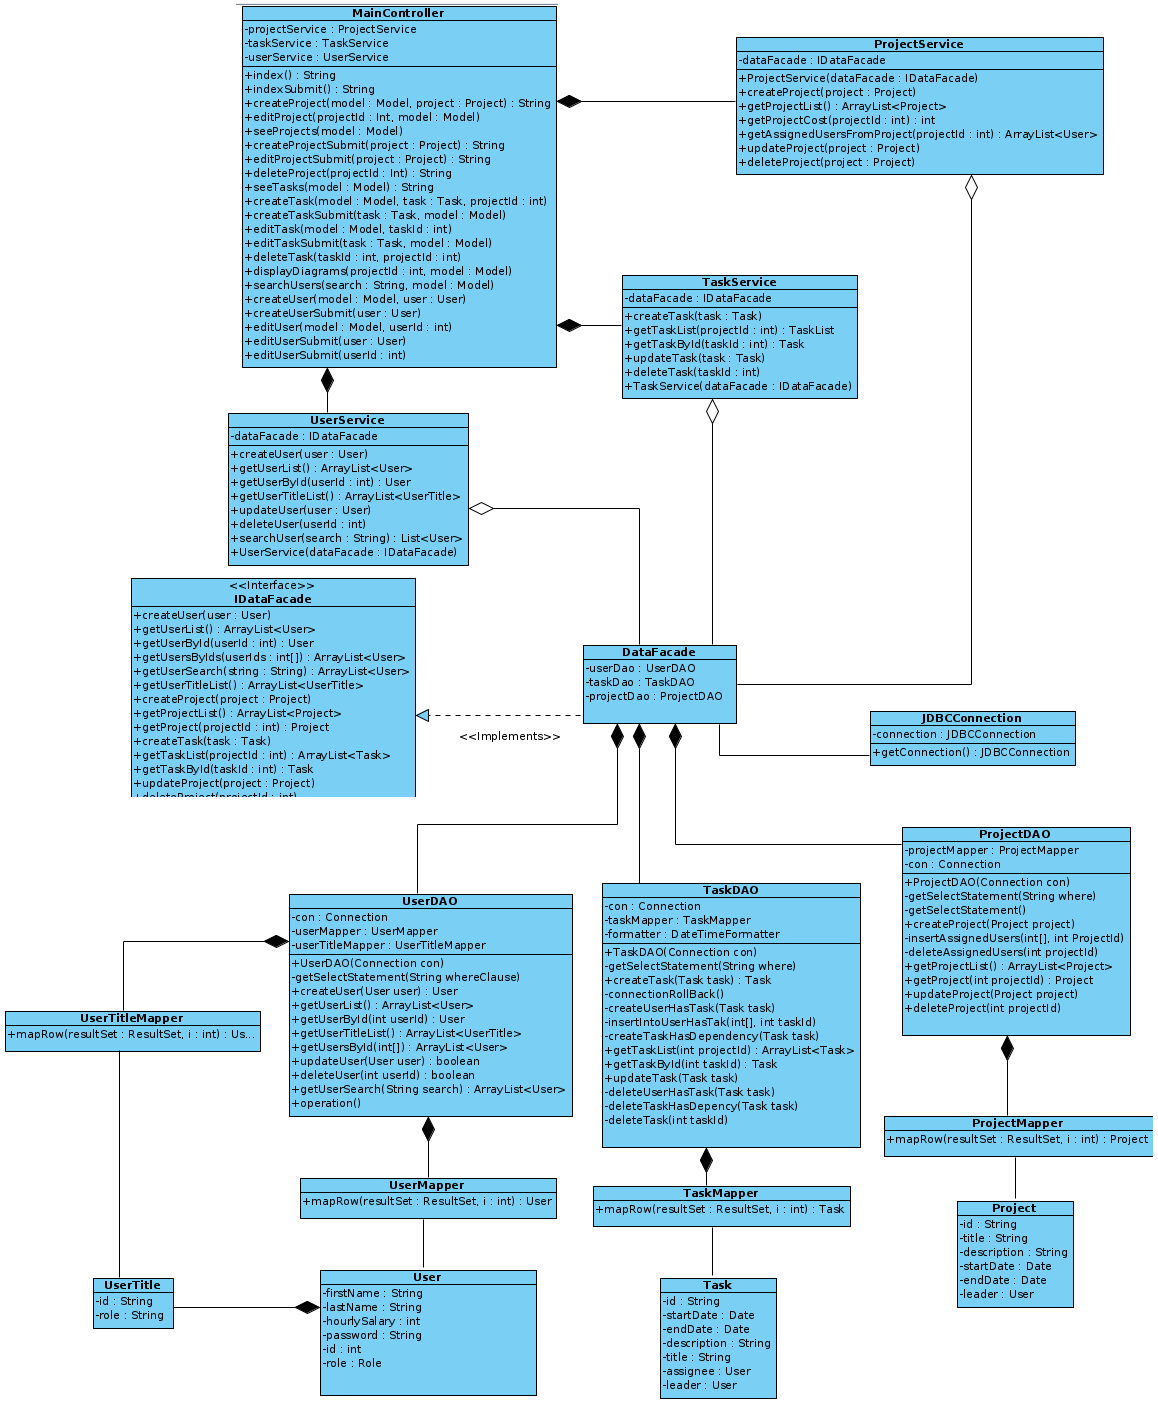 MainController
-projectService : ProjectService
-taskService : TaskService
-userService : UserService
+index() : String
+indexSubmit() : String
+createProject(model : Model, project : Project) : String
+editProject(projectId : Int, model : Model)
+seeProjects(model : Model)
+createProjectSubmit(project : Project) : String
+editProjectSubmit(project : Project) : String
+deleteProject(projectId : Int) : String
+seeTasks(model : Model) : String
+createTask(model : Model, task : Task, projectId : int)
+createTaskSubmit(task : Task, model : Model)
+editTask(model : Model, taskId : int)
+editTaskSubmit(task : Task, model : Model)
+deleteTask(taskId : int, projectId : int)
+displayDiagrams(projectId : int, model : Model)
+searchUsers(search : String, model : Model)
+createUser(model : Model, user : User)
+createUserSubmit(user : User)
+editUser(model : Model, userId : int)
+editUserSubmit(user : User)
+editUserSubmit(userId : int)
ProjectService
-dataFacade : IDataFacade
+ProjectService(dataFacade : IDataFacade)
+createProject(project : Project)
+getProjectList() : ArrayList<Project>
+getProjectCost(projectId : int) : int
+getAssignedUsersFromProject(projectId : int) : ArrayList<User>
+updateProject(project : Project)
+deleteProject(project : Project)
TaskService
-dataFacade : IDataFacade
+createTask(task : Task)
+getTaskList(projectId : int) : TaskList
+getTaskById(taskId : int) : Task
+updateTask(task : Task)
+deleteTask(taskId : int)
+TaskService(dataFacade : IDataFacade)
UserService
-dataFacade : IDataFacade
+createUser(user : User)
+getUserList() : ArrayList<User>
+getUserById(userId : int) : User
+getUserTitleList() : ArrayList<UserTitle>
+updateUser(user : User)
+deleteUser(userId : int)
+searchUser(search : String) : List<User>
+UserService(dataFacade : IDataFacade)
<<Interface>>
IDataFacade
+createUser(user : User)
+getUserList() : ArrayList<User>
+getUserById(userId : int) : User
+getUsersByIds(userIds : int[]) : ArrayList<User>
+getUserSearch(string : String) : ArrayList<User>
+getUserTitleList() : ArrayList<UserTitle>
+createProject(project : Project)
+getProjectList() : ArrayList<Project>
+getProject(projectId : int) : Project
+createTask(task : Task)
+getTaskList(projectId : int) : ArrayList<Task>
+getTaskById(taskId : int) : Task
+updateProject(project : Project)
+deleteProject(projectId : int)
<<Implements>>
DataFacade
-userDao : UserDAO
-taskDao : TaskDAO
-projectDao : ProjectDAO
JDBCConnection
-connection : JDBCConnection
+getConnection() : JDBCConnection
UserDAO
-con : Connection
-userMapper : UserMapper
-userTitleMapper : UserTitleMapper
+UserDAO(Connection con)
-getSelectStatement(String whereClause)
+createUser(User user) : User
+getUserList() : ArrayList<User>
+getUserById(int userId) : User
+getUserTitleList() : ArrayList<UserTitle>
+getUsersById(int[]) : ArrayList<User>
+updateUser(User user) : boolean
+deleteUser(int userId) : boolean
+getUserSearch(String search) : ArrayList<User>
+operation()
TaskDAO
-con : Connection
-taskMapper : TaskMapper
-formatter : DateTimeFormatter
+TaskDAO(Connection con)
-getSelectStatement(String where)
+createTask(Task task) : Task
-connectionRollBack()
-createUserHasTask(Task task)
-insertIntoUserHasTak(int[], int taskId)
-createTaskHasDependency(Task task)
+getTaskList(int projectId) : ArrayList<Task>
+getTaskById(int taskId) : Task
+updateTask(Task task)
-deleteUserHasTask(Task task)
-deleteTaskHasDepency(Task task)
-deleteTask(int taskId)
ProjectDAO
-projectMapper : ProjectMapper
-con : Connection
+ProjectDAO(Connection con)
-getSelectStatement(String where)
-getSelectStatement()
+createProject(Project project)
-insertAssignedUsers(int[], int ProjectId)
-deleteAssignedUsers(int projectId)
+getProjectList() : ArrayList<Project>
+getProject(int projectId) : Project
+updateProject(Project project)
+deleteProject(int projectId)
UserTitleMapper
+mapRow(resultSet : ResultSet, i : int) : Us...
UserMapper
+mapRow(resultSet : ResultSet, i : int) : User
TaskMapper
+mapRow(resultSet : ResultSet, i : int) : Task
ProjectMapper
+mapRow(resultSet : ResultSet, i : int) : Project
UserTitle
-id : String
-role : String
User
-firstName : String
-lastName : String
-hourlySalary : int
-password : String
-id : int
-role : Role
Task
-id : String
-startDate : Date
-endDate : Date
-description : String
-title : String
-assignee : User
-leader : User
Project
-id : String
-title : String
-description : String
-startDate : Date
-endDate : Date
-leader : User